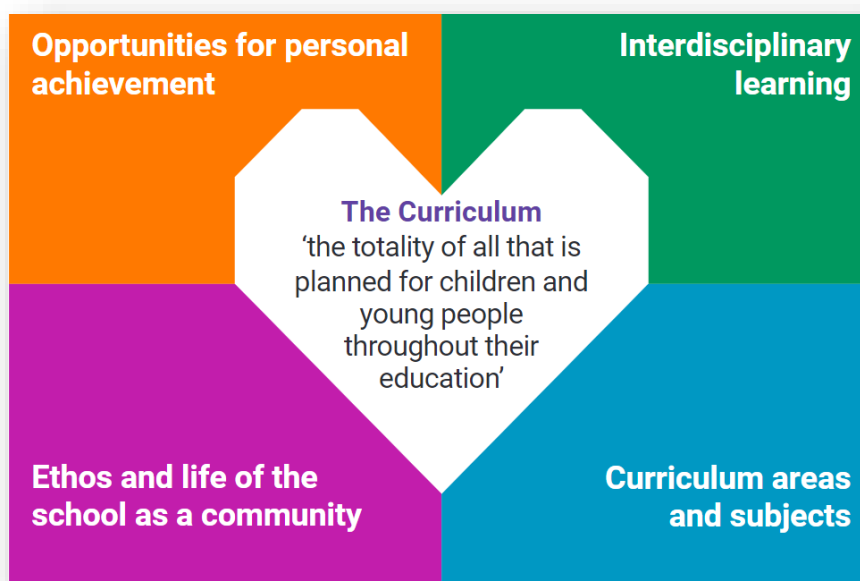 Opportunities for personal
achievement
Interdisciplinary
learning
The Curriculum
‘the totality of all that is
planned for children and
young people
throughout their
education’
Ethos and life of the
school as a community
Curriculum areas
and subjects